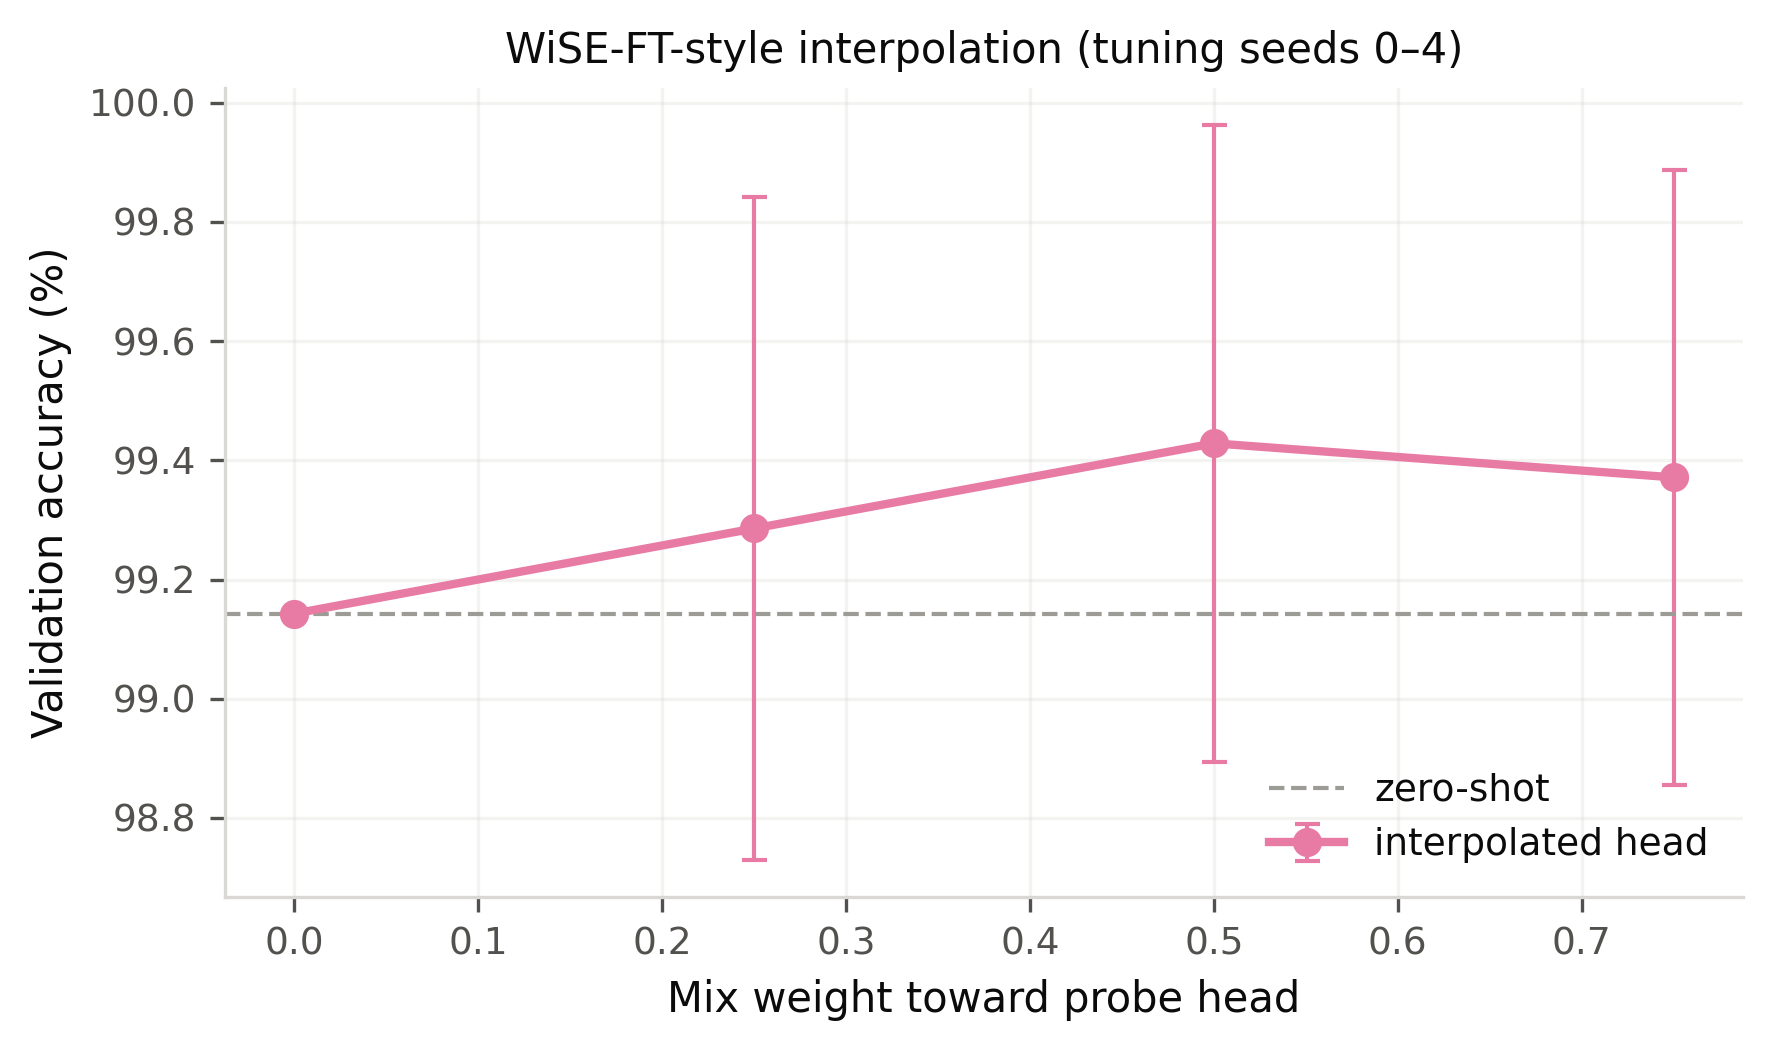 WiSE-FT-style interpolation (tuning seeds 0–4)
100.0
99.8
99.6
99.4
99.2
99.0
98.8
Validation accuracy (%)
zero-shot
interpolated head
0.0 0.1 0.2 0.3 0.4 0.5 0.6 0.7
Mix weight toward probe head